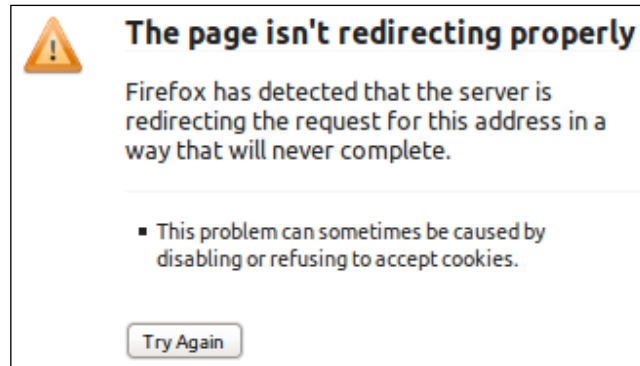 The page isn't redirecting properly
Firefox has detected that the server is
redirecting the request for this address in a
way that will never complete.
▪ This problem can sometimes be caused by
disabling or refusing to accept cookies.
Try Again